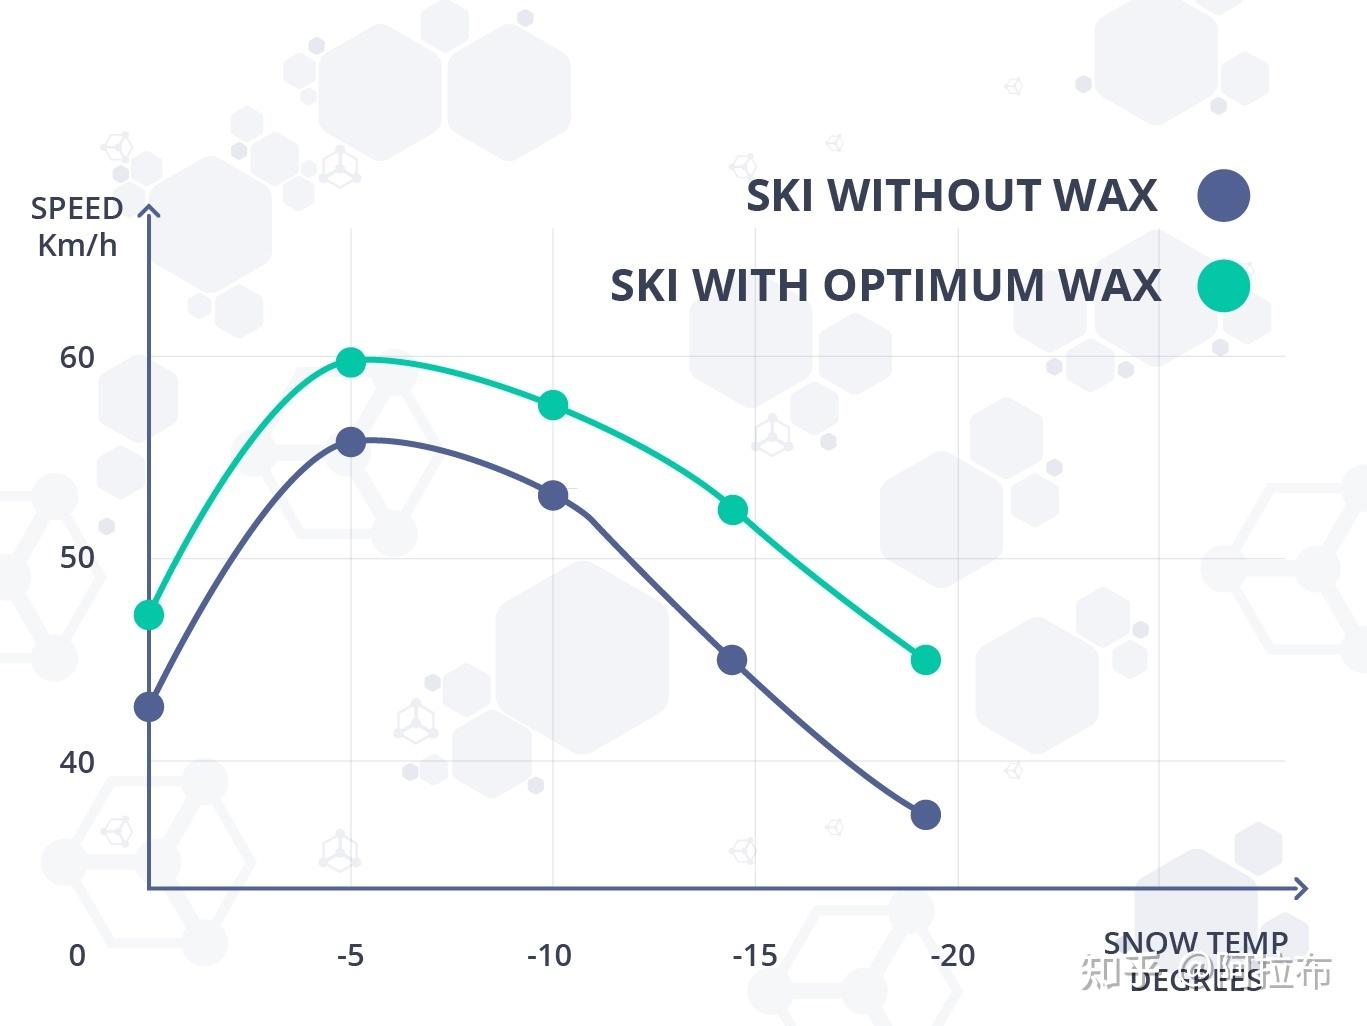 SPEED
Km/h
SKI WITHOUT WAX
SKI WITH OPTIMUM WAX
60
50
40
0
-5
-10
-15
-20
SNOW TEMP
DEGREES
知乎 @阿拉布